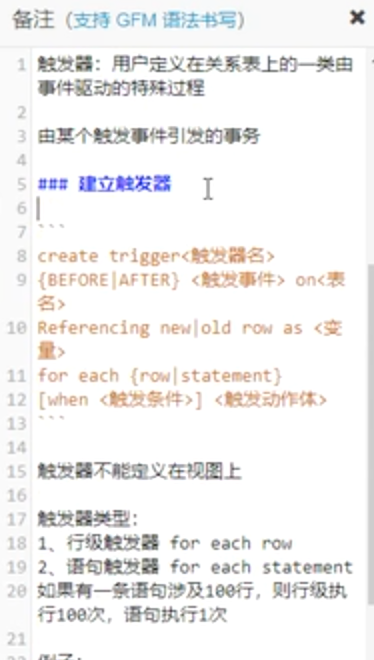 备注（支持 GFM 语法书写）
1 触发器：用户定义在关系表上的一类由
事件驱动的特殊过程
2
3 由某个触发事件引发的事务
4
5 ### 建立触发器
6
7 ```
8 create trigger<触发器名>
9 {BEFORE|AFTER} <触发事件> on<表
名>
10 Referencing new|old row as <变
量>
11 for each {row|statement}
12 [when <触发条件>] <触发动作体>
13 ```
14
15 触发器不能定义在视图上
16
17 触发器类型：
18 1、行级触发器 for each row
19 2、语句触发器 for each statement
20 如果有一条语句涉及100行，则行级执
行100次，语句执行1次
21